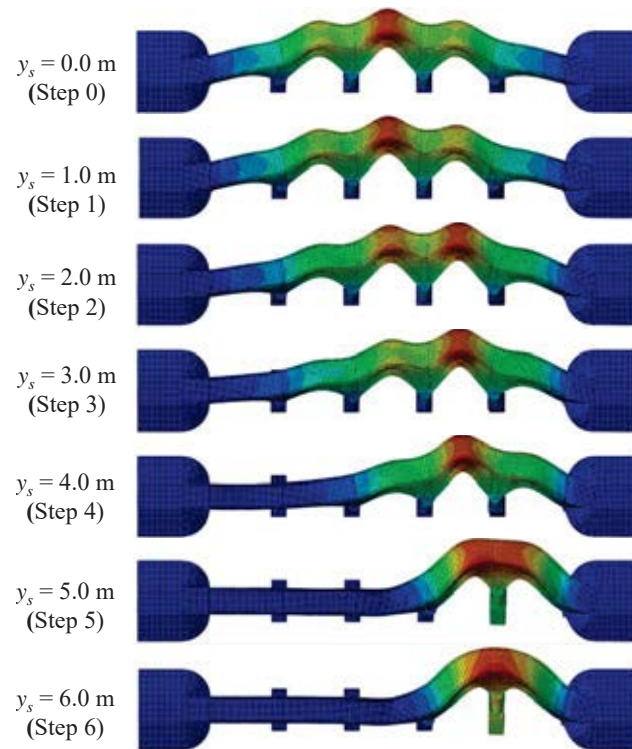 y_s = 0.0 m
(Step 0)
y_s = 1.0 m
(Step 1)
y_s = 2.0 m
(Step 2)
y_s = 3.0 m
(Step 3)
y_s = 4.0 m
(Step 4)
y_s = 5.0 m
(Step 5)
y_s = 6.0 m
(Step 6)